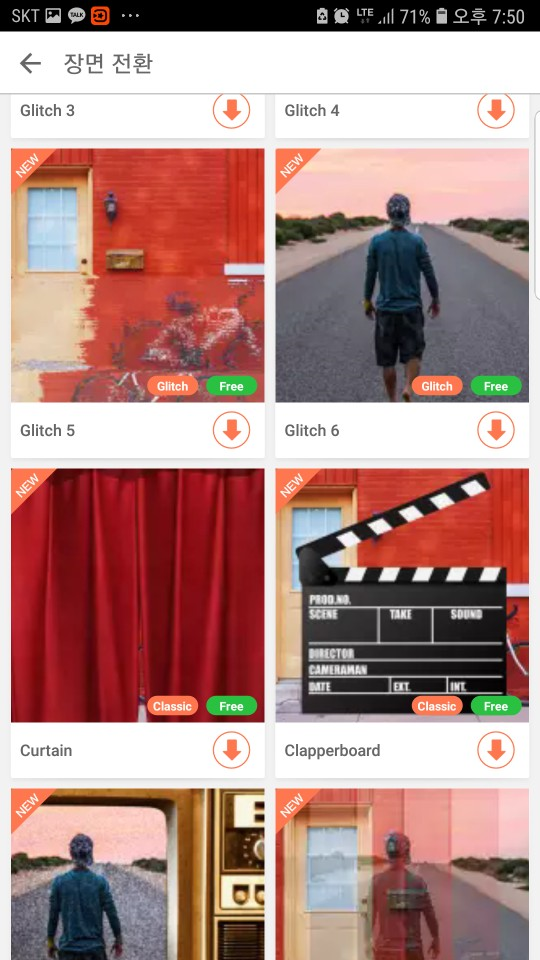 SKT TALK LTE 71% 오후 7:50
장면 전환
Glitch 3
Glitch 4
NEW
Glitch Free
Glitch 5
NEW
Glitch Free
Glitch 6
NEW
Classic Free
Curtain
NEW
PROD.NO.
SCENE TAKE SOUND
DIRECTOR
CAMERAMAN
DATE EXT. INT.
Classic Free
Clapperboard
NEW
NEW